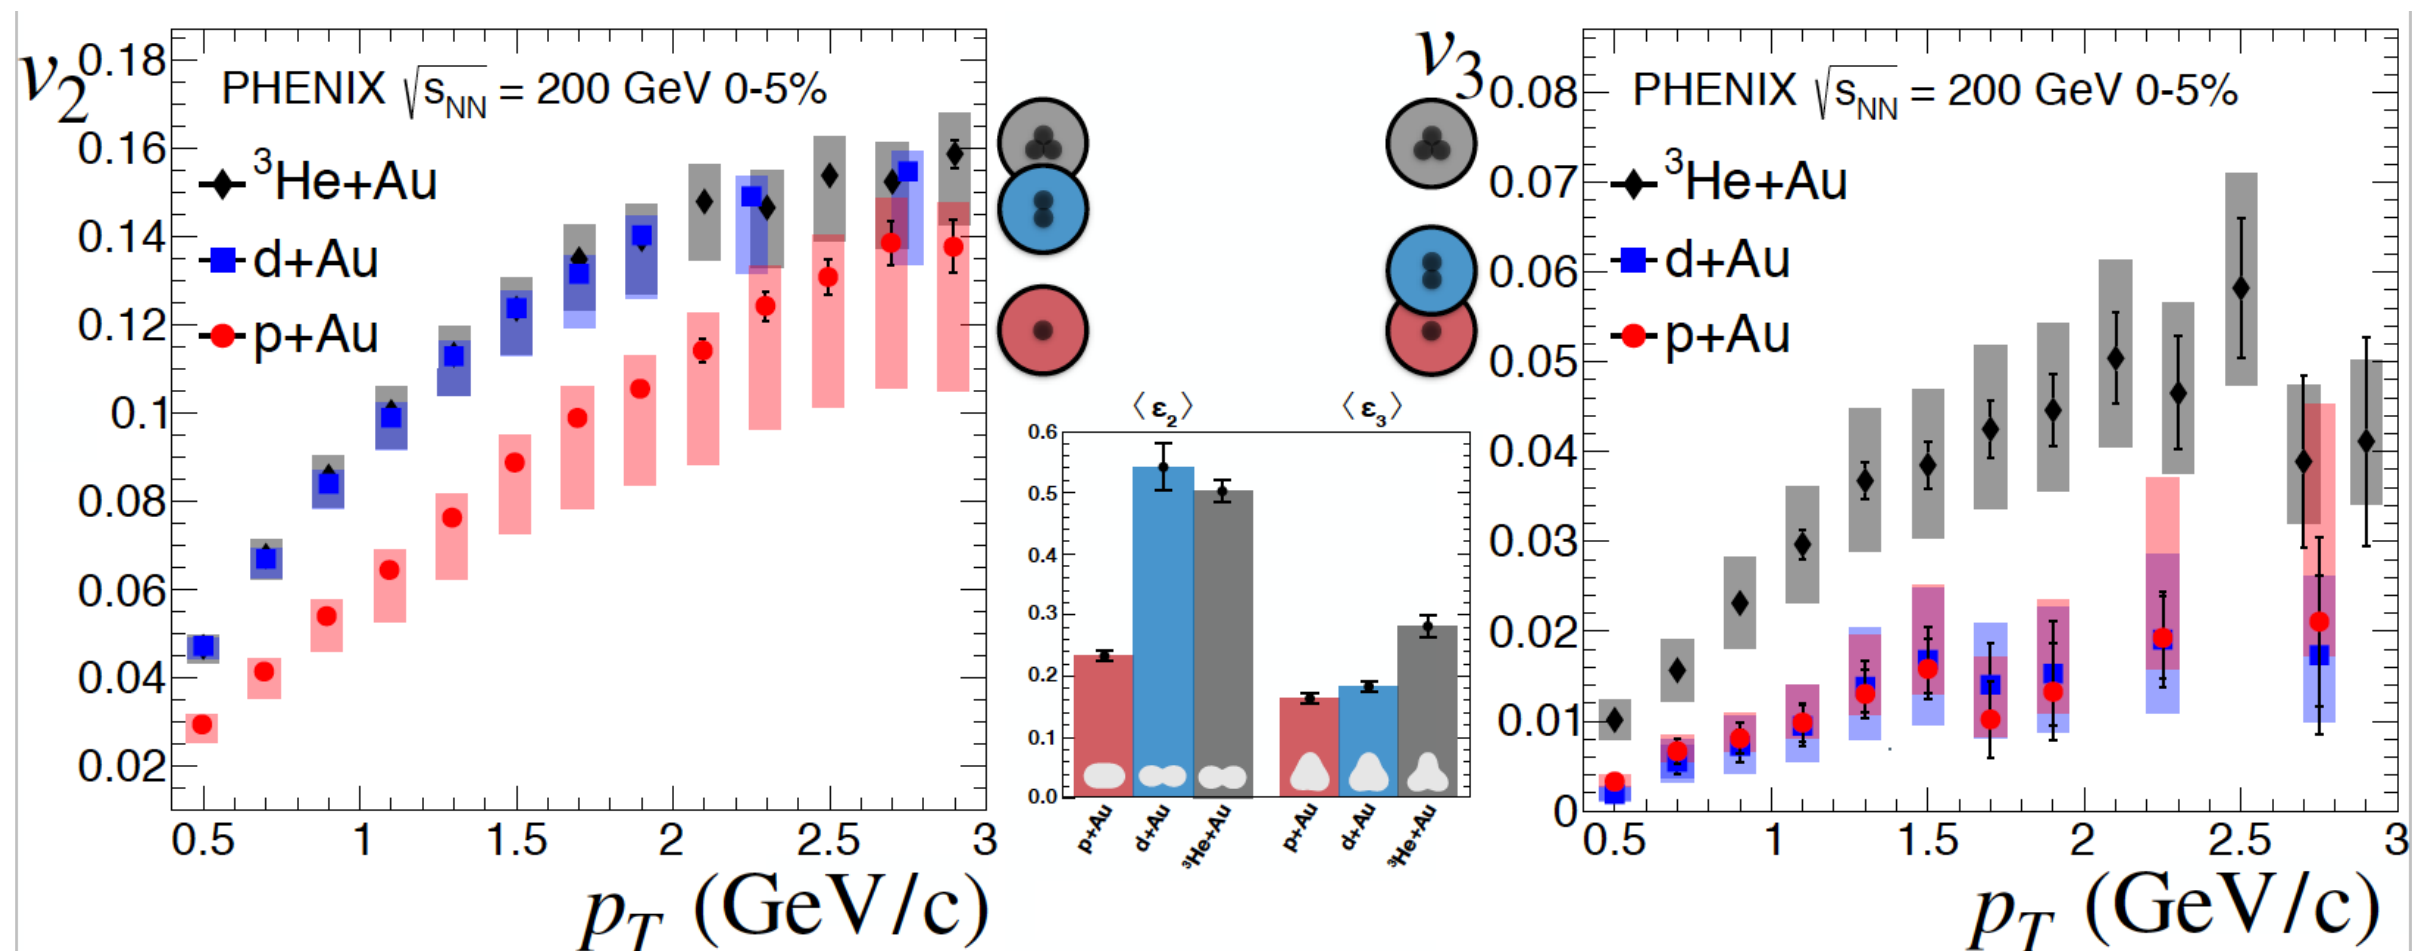 v₂
PHENIX √sNN = 200 GeV 0-5%
³He+Au
d+Au
p+Au
0.18
0.16
0.14
0.12
0.1
0.08
0.06
0.04
0.02
0.5 1 1.5 2 2.5 3
pT (GeV/c)
⟨ε₂⟩ ⟨ε₃⟩
0.6
0.5
0.4
0.3
0.2
0.1
0.0
p+Au d+Au ³He+Au p+Au d+Au ³He+Au
v₃
PHENIX √sNN = 200 GeV 0-5%
³He+Au
d+Au
p+Au
0.08
0.07
0.06
0.05
0.04
0.03
0.02
0.01
0
0.5 1 1.5 2 2.5 3
pT (GeV/c)